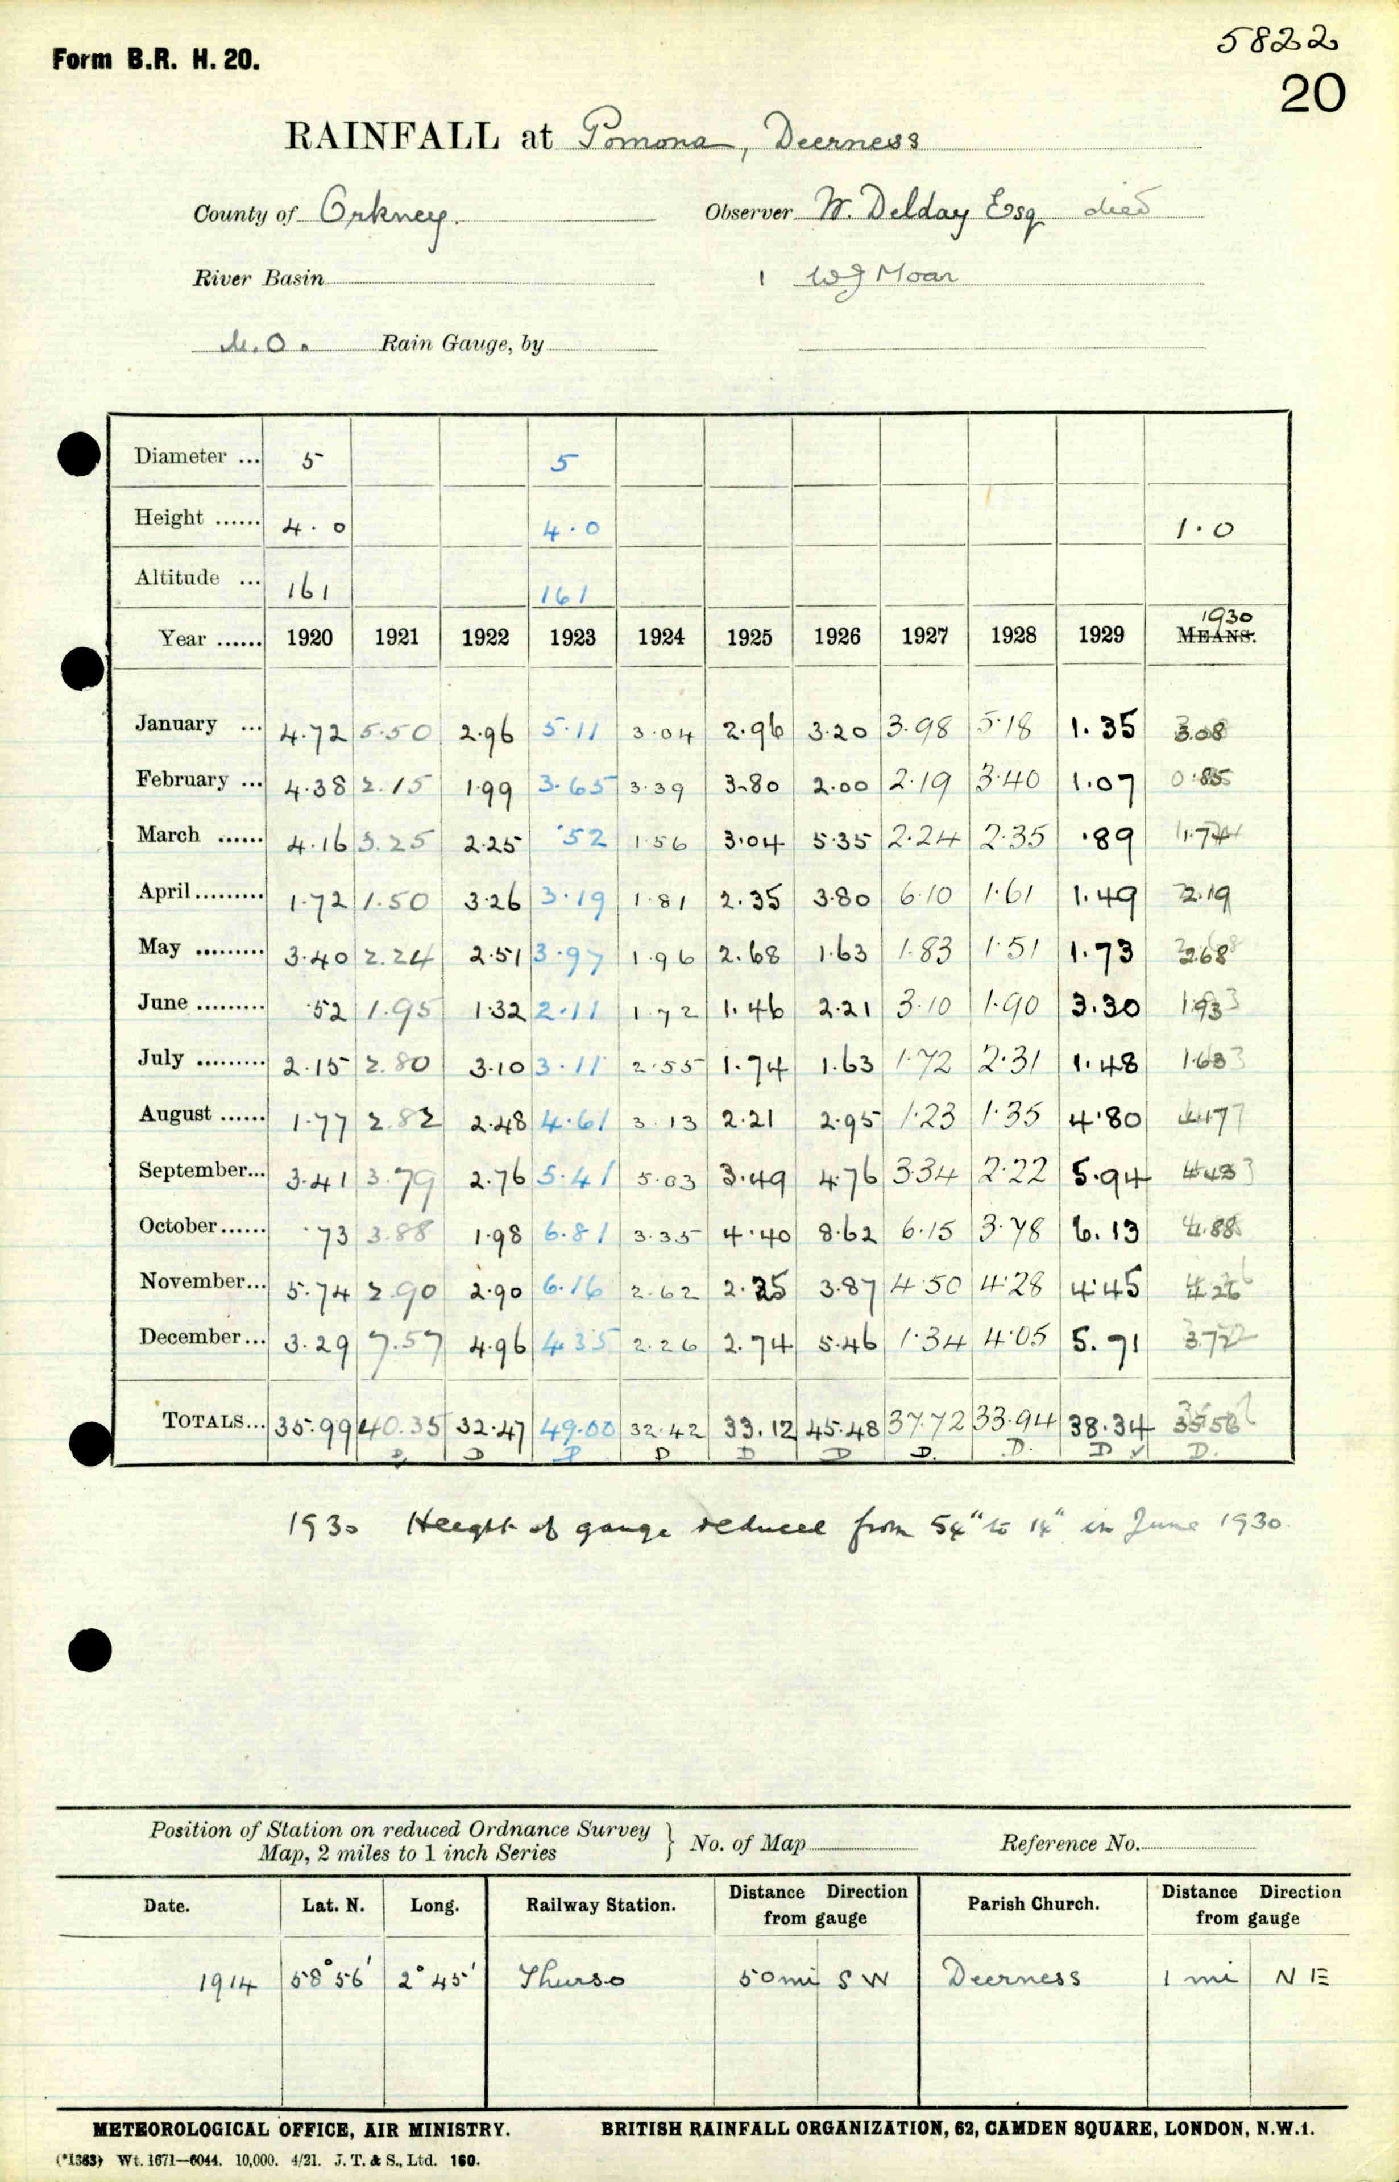 5822
Form B.R. H. 20.
20
RAINFALL at Pomona, Deerness
County of Orkney. Observer W. Delday Esq died
River Basin 1 WJ Moar
M.O. Rain Gauge, by
Diameter ... 5 5
Height ...... 4.0 4.0 1.0
Altitude ... 161 161
1930
Year ...... 1920 1921 1922 1923 1924 1925 1926 1927 1928 1929 MEANS.
January ... 4.72 5.50 2.96 5.11 3.04 2.96 3.20 3.98 5.18 1.35 3.08
February ... 4.38 2.15 1.99 3.65 3.39 3.80 2.00 2.19 3.40 1.07 0.85
March ...... 4.16 3.25 2.25 .52 1.56 3.04 5.35 2.24 2.35 .89 1.74
April......... 1.72 1.50 3.26 3.19 1.81 2.35 3.80 6.10 1.61 1.49 2.19
May ......... 3.40 2.24 2.51 3.97 1.96 2.68 1.63 1.83 1.51 1.73 2.68
June ......... .52 1.95 1.32 2.11 1.72 1.46 2.21 3.10 1.90 3.30 1.93
July ......... 2.15 2.80 3.10 3.11 2.55 1.74 1.63 1.72 2.31 1.48 1.63
August ...... 1.77 2.82 2.48 4.61 3.13 2.21 2.95 1.23 1.35 4.80 4.17
September... 3.41 3.79 2.76 5.41 5.03 3.49 4.76 3.34 2.22 5.94 4.43
October...... .73 3.88 1.98 6.81 3.35 4.40 8.62 6.15 3.78 6.13 4.88
November... 5.74 2.90 2.90 6.16 2.62 2.25 3.87 4.50 4.28 4.45 4.26
December... 3.29 7.57 4.96 4.35 2.26 2.74 5.46 1.34 4.05 5.71 3.72
TOTALS... 35.99 40.35 32.47 49.00 32.42 33.12 45.48 37.72 33.94 38.34 35.56
D D D D D D D. D. D ✓ D.
1930 Height of gauge reduced from 54" to 14" in June 1930.
Position of Station on reduced Ordnance Survey
Map, 2 miles to 1 inch Series } No. of Map Reference No.
Date. Lat. N. Long. Railway Station. Distance Direction from gauge Parish Church. Distance Direction from gauge
1914 58°56' 2°45' Thurso 50 mi S W Deerness 1 mi N E
METEOROLOGICAL OFFICE, AIR MINISTRY. BRITISH RAINFALL ORGANIZATION, 62, CAMDEN SQUARE, LONDON, N.W.1.
(*1383) Wt. 1671—6044. 10,000. 4/21. J. T. & S., Ltd. 160.